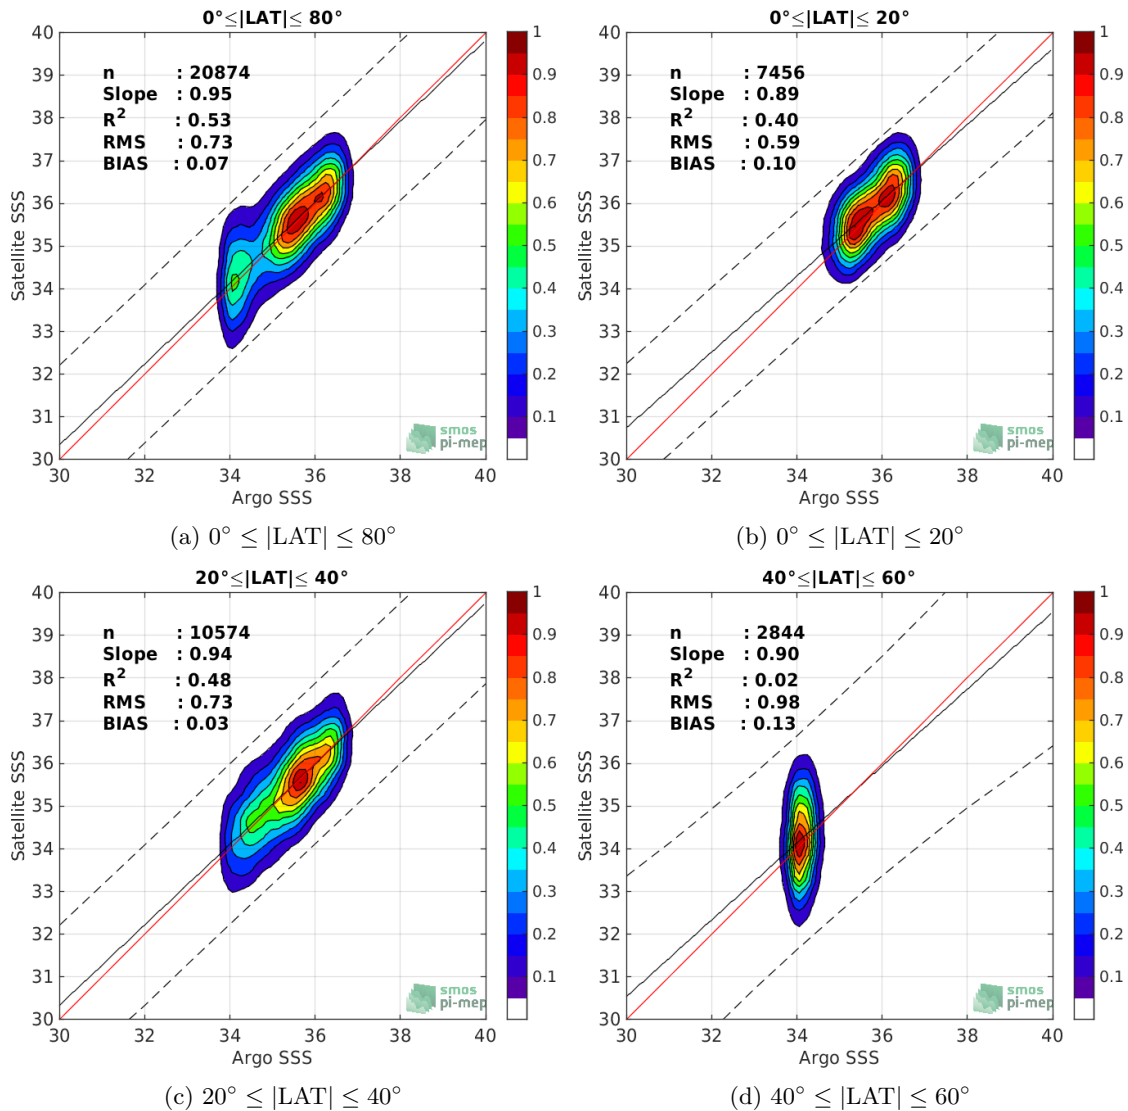 0°≤|LAT|≤ 80°
n : 20874
Slope : 0.95
R² : 0.53
RMS : 0.73
BIAS : 0.07
Satellite SSS
40
39
38
37
36
35
34
33
32
31
30
30 32 34 36 38 40
Argo SSS
1
0.9
0.8
0.7
0.6
0.5
0.4
0.3
0.2
0.1
smos
pi-mep
(a) 0° ≤ |LAT| ≤ 80°
0°≤|LAT|≤ 20°
n : 7456
Slope : 0.89
R² : 0.40
RMS : 0.59
BIAS : 0.10
Satellite SSS
40
39
38
37
36
35
34
33
32
31
30
30 32 34 36 38 40
Argo SSS
1
0.9
0.8
0.7
0.6
0.5
0.4
0.3
0.2
0.1
smos
pi-mep
(b) 0° ≤ |LAT| ≤ 20°
20°≤|LAT|≤ 40°
n : 10574
Slope : 0.94
R² : 0.48
RMS : 0.73
BIAS : 0.03
Satellite SSS
40
39
38
37
36
35
34
33
32
31
30
30 32 34 36 38 40
Argo SSS
1
0.9
0.8
0.7
0.6
0.5
0.4
0.3
0.2
0.1
smos
pi-mep
(c) 20° ≤ |LAT| ≤ 40°
40°≤|LAT|≤ 60°
n : 2844
Slope : 0.90
R² : 0.02
RMS : 0.98
BIAS : 0.13
Satellite SSS
40
39
38
37
36
35
34
33
32
31
30
30 32 34 36 38 40
Argo SSS
1
0.9
0.8
0.7
0.6
0.5
0.4
0.3
0.2
0.1
smos
pi-mep
(d) 40° ≤ |LAT| ≤ 60°